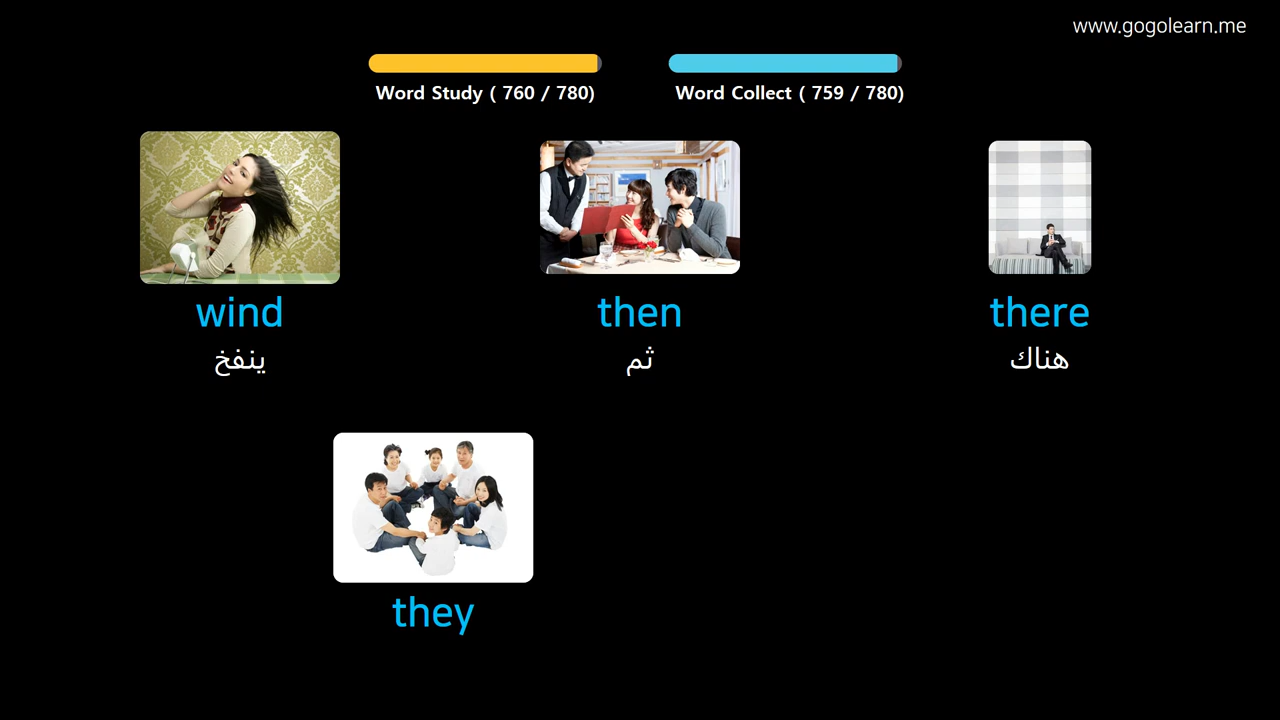 www.gogolearn.me
Word Study ( 760 / 780)
Word Collect ( 759 / 780)
wind
then
there
ينفخ
ثم
هناك
they